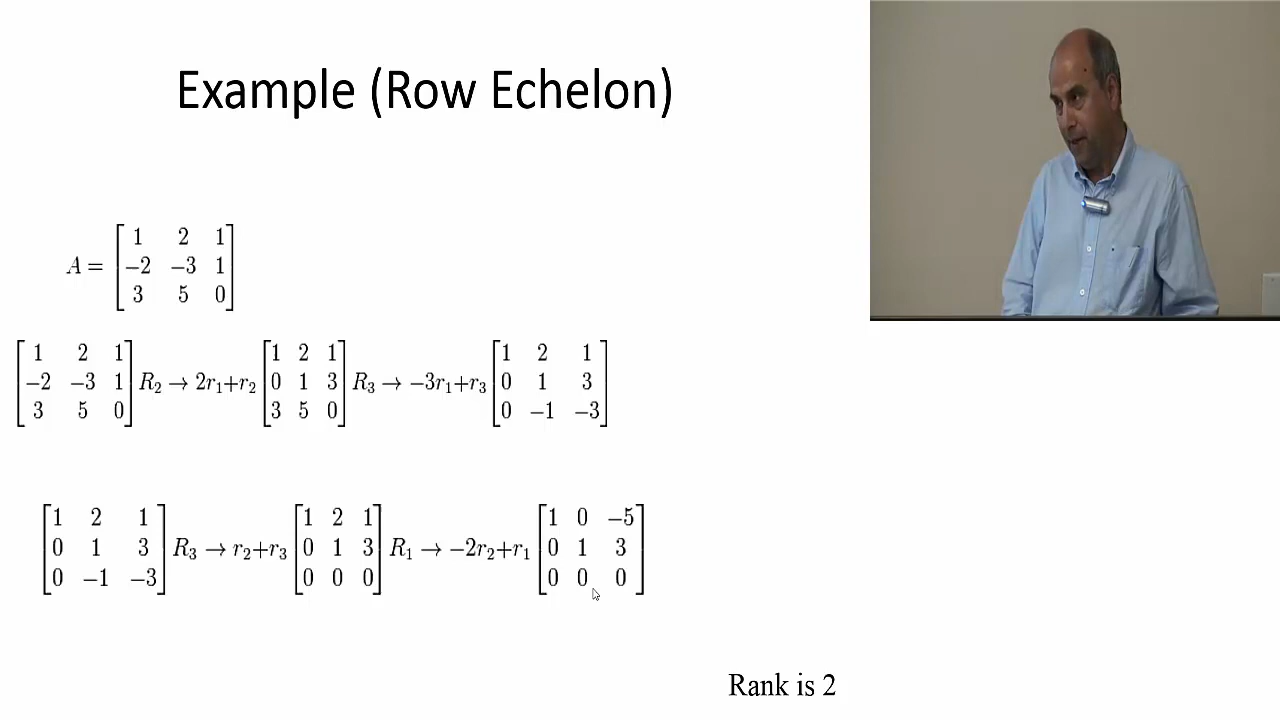 Example (Row Echelon)
A = [1 2 1; −2 −3 1; 3 5 0]
[1 2 1; −2 −3 1; 3 5 0] R₂ → 2r₁+r₂ [1 2 1; 0 1 3; 3 5 0] R₃ → −3r₁+r₃ [1 2 1; 0 1 3; 0 −1 −3]
[1 2 1; 0 1 3; 0 −1 −3] R₃ → r₂+r₃ [1 2 1; 0 1 3; 0 0 0] R₁ → −2r₂+r₁ [1 0 −5; 0 1 3; 0 0 0]
Rank is 2